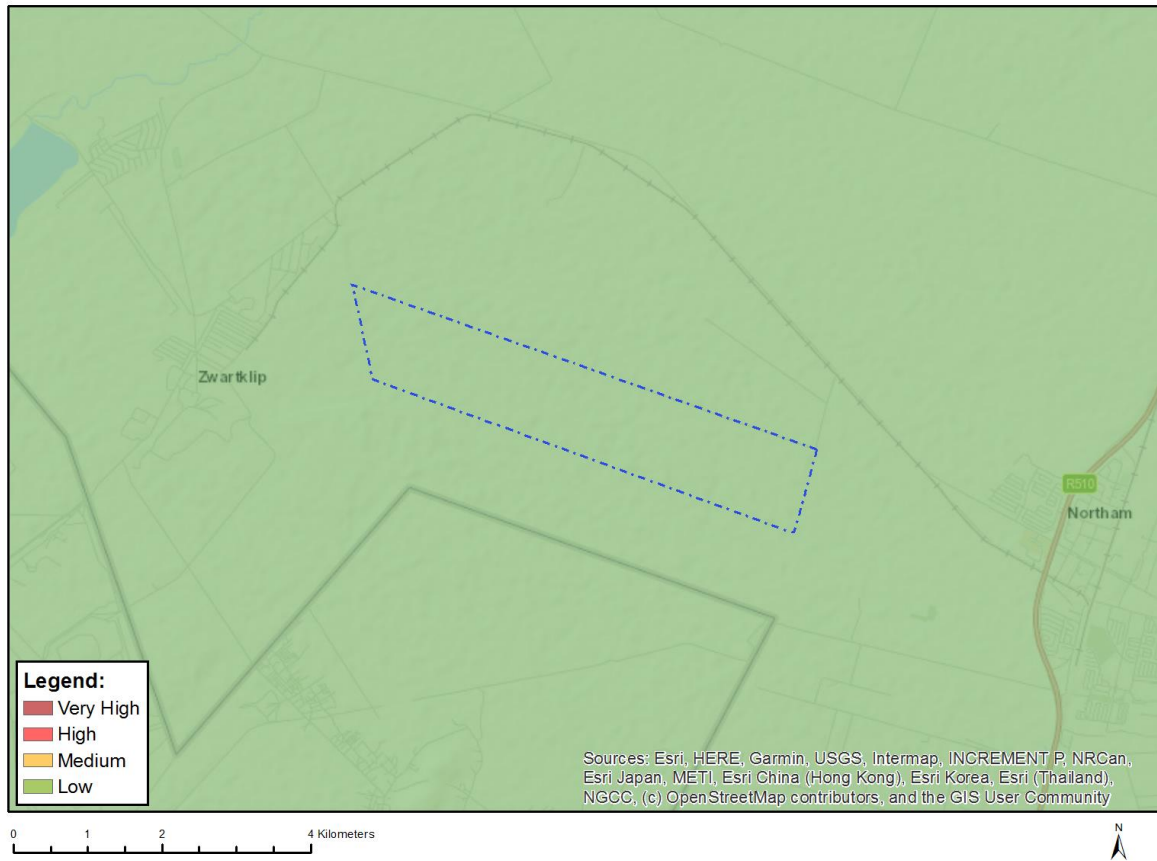 Zwartklip
R510
Northam
Legend:
Very High
High
Medium
Low
Sources: Esri, HERE, Garmin, USGS, Intermap, INCREMENT P, NRCan,
Esri Japan, METI, Esri China (Hong Kong), Esri Korea, Esri (Thailand),
NGCC, (c) OpenStreetMap contributors, and the GIS User Community
0 1 2 4 Kilometers
N